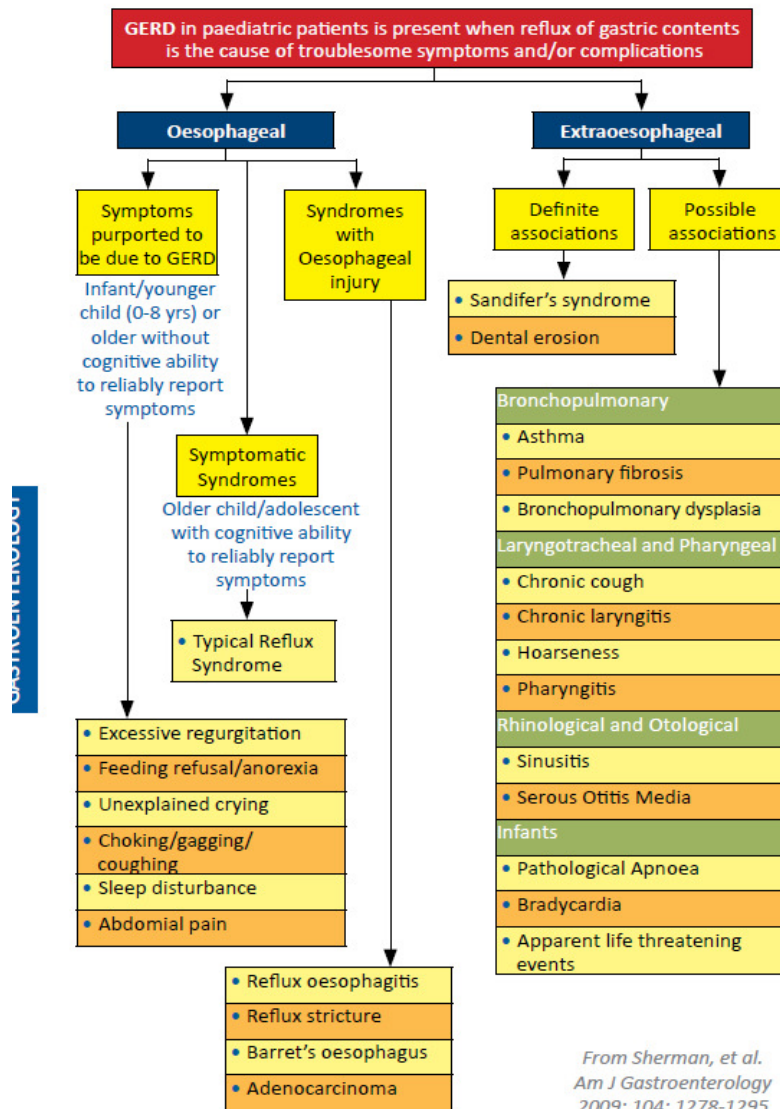 GERD in paediatric patients is present when reflux of gastric contents
is the cause of troublesome symptoms and/or complications
Oesophageal
Extraoesophageal
Symptoms
purported to
be due to GERD
Infant/younger
child (0-8 yrs) or
older without
cognitive ability
to reliably report
symptoms
Symptomatic
Syndromes
Older child/adolescent
with cognitive ability
to reliably report
symptoms
• Typical Reflux
Syndrome
Syndromes
with
Oesophageal
injury
• Excessive regurgitation
• Feeding refusal/anorexia
• Unexplained crying
• Choking/gagging/
coughing
• Sleep disturbance
• Abdomial pain
• Reflux oesophagitis
• Reflux stricture
• Barret's oesophagus
• Adenocarcinoma
Definite
associations
• Sandifer's syndrome
• Dental erosion
Possible
associations
Bronchopulmonary
• Asthma
• Pulmonary fibrosis
• Bronchopulmonary dysplasia
Laryngotracheal and Pharyngeal
• Chronic cough
• Chronic laryngitis
• Hoarseness
• Pharyngitis
Rhinological and Otological
• Sinusitis
• Serous Otitis Media
Infants
• Pathological Apnoea
• Bradycardia
• Apparent life threatening
events
GASTROENTEROLOGY
From Sherman, et al.
Am J Gastroenterology
2009; 104: 1278-1295